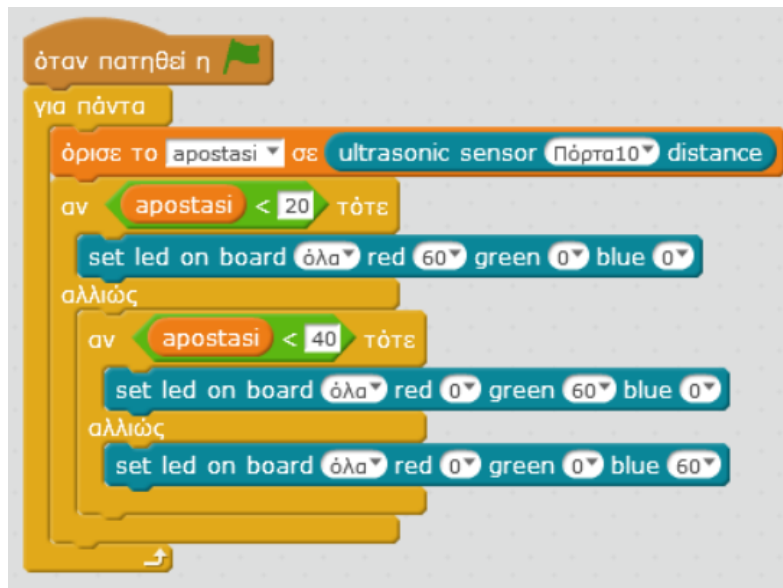 όταν πατηθεί η
για πάντα
όρισε το apostasi σε ultrasonic sensor Πόρτα10 distance
αν apostasi < 20 τότε
set led on board όλα red 60 green 0 blue 0
αλλιώς
αν apostasi < 40 τότε
set led on board όλα red 0 green 60 blue 0
αλλιώς
set led on board όλα red 0 green 0 blue 60